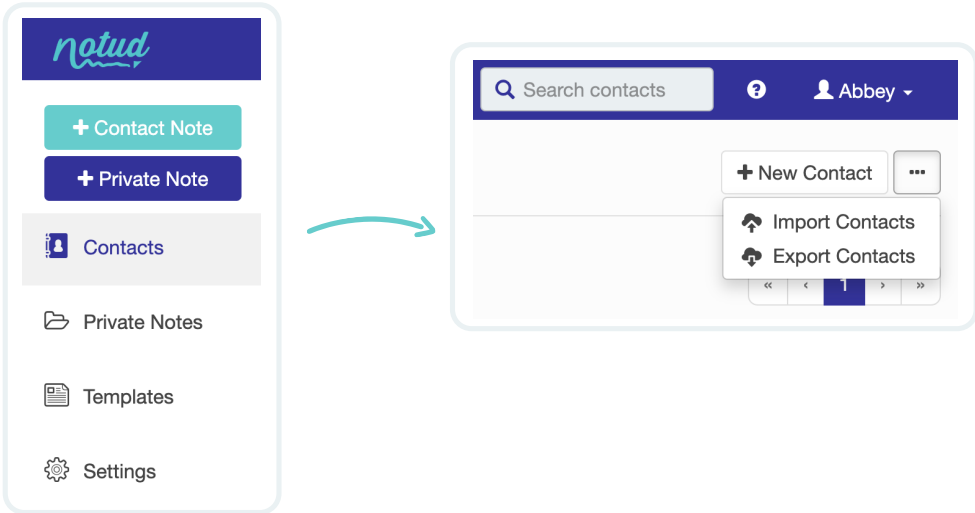 notud
+ Contact Note
+ Private Note
Contacts
Private Notes
Templates
Settings
Search contacts
? Abbey
+ New Contact ...
Import Contacts
Export Contacts
« ‹ 1 › »